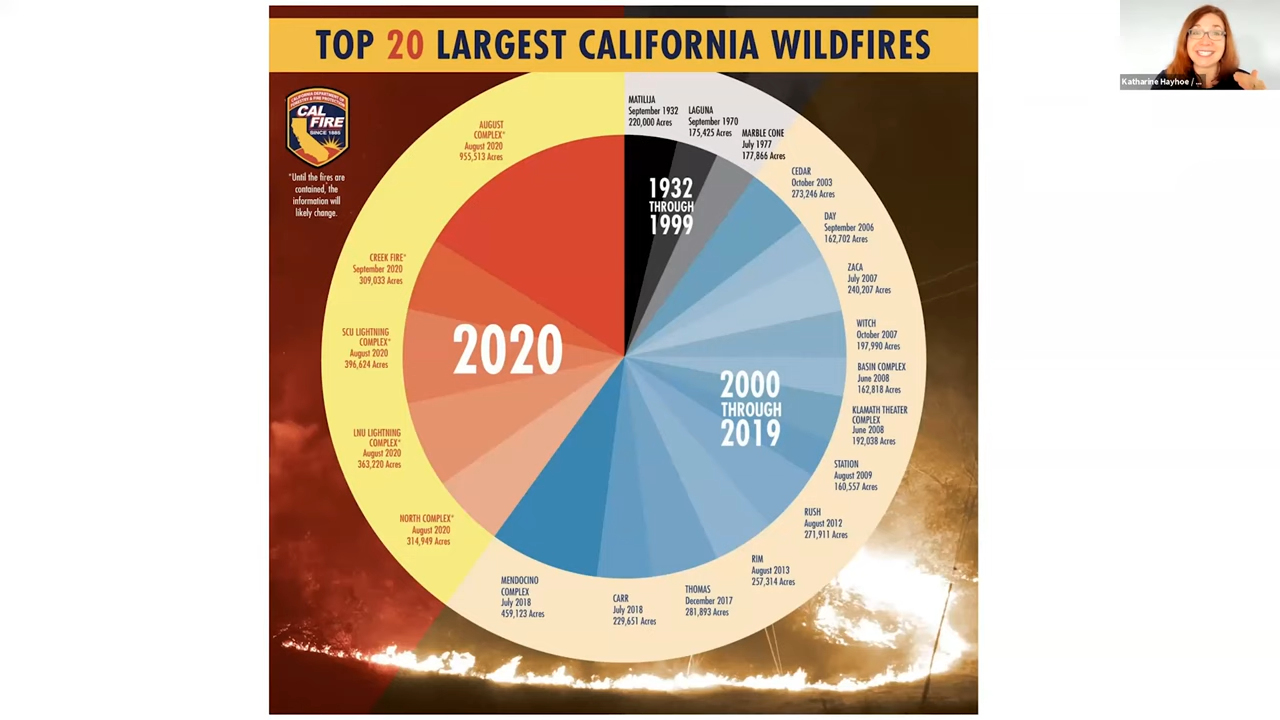 TOP 20 LARGEST CALIFORNIA WILDFIRES
Katharine Hayhoe / ...
CALIFORNIA DEPARTMENT OF
FORESTRY & FIRE PROTECTION
CAL
FIRE
SINCE 1885
*Until the fires are
contained, the
information will
likely change.
MATILIJA
September 1932
220,000 Acres
LAGUNA
September 1970
175,425 Acres
MARBLE CONE
July 1977
177,866 Acres
CEDAR
October 2003
273,246 Acres
DAY
September 2006
162,702 Acres
ZACA
July 2007
240,207 Acres
WITCH
October 2007
197,990 Acres
BASIN COMPLEX
June 2008
162,818 Acres
KLAMATH THEATER
COMPLEX
June 2008
192,038 Acres
STATION
August 2009
160,557 Acres
RUSH
August 2012
271,911 Acres
RIM
August 2013
257,314 Acres
THOMAS
December 2017
281,893 Acres
CARR
July 2018
229,651 Acres
MENDOCINO
COMPLEX
July 2018
459,123 Acres
NORTH COMPLEX*
August 2020
314,949 Acres
LNU LIGHTNING
COMPLEX*
August 2020
363,220 Acres
SCU LIGHTNING
COMPLEX*
August 2020
396,624 Acres
CREEK FIRE*
September 2020
309,033 Acres
AUGUST
COMPLEX*
August 2020
955,513 Acres
1932
THROUGH
1999
2000
THROUGH
2019
2020